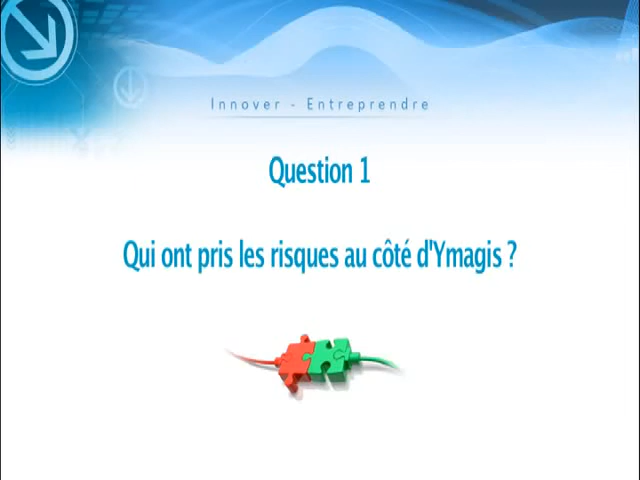 Innover - Entreprendre
Question 1
Qui ont pris les risques au côté d'Ymagis ?